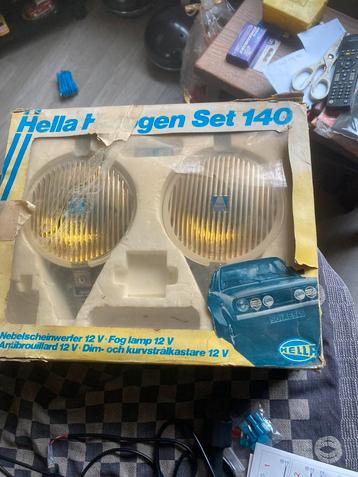 Hella H gen Set 140
Nebelscheinwerfer 12 V · Fog lamp 12 V
Antibrouillard 12 V · Dim- och kurvstrålkastare 12 V
HELLA